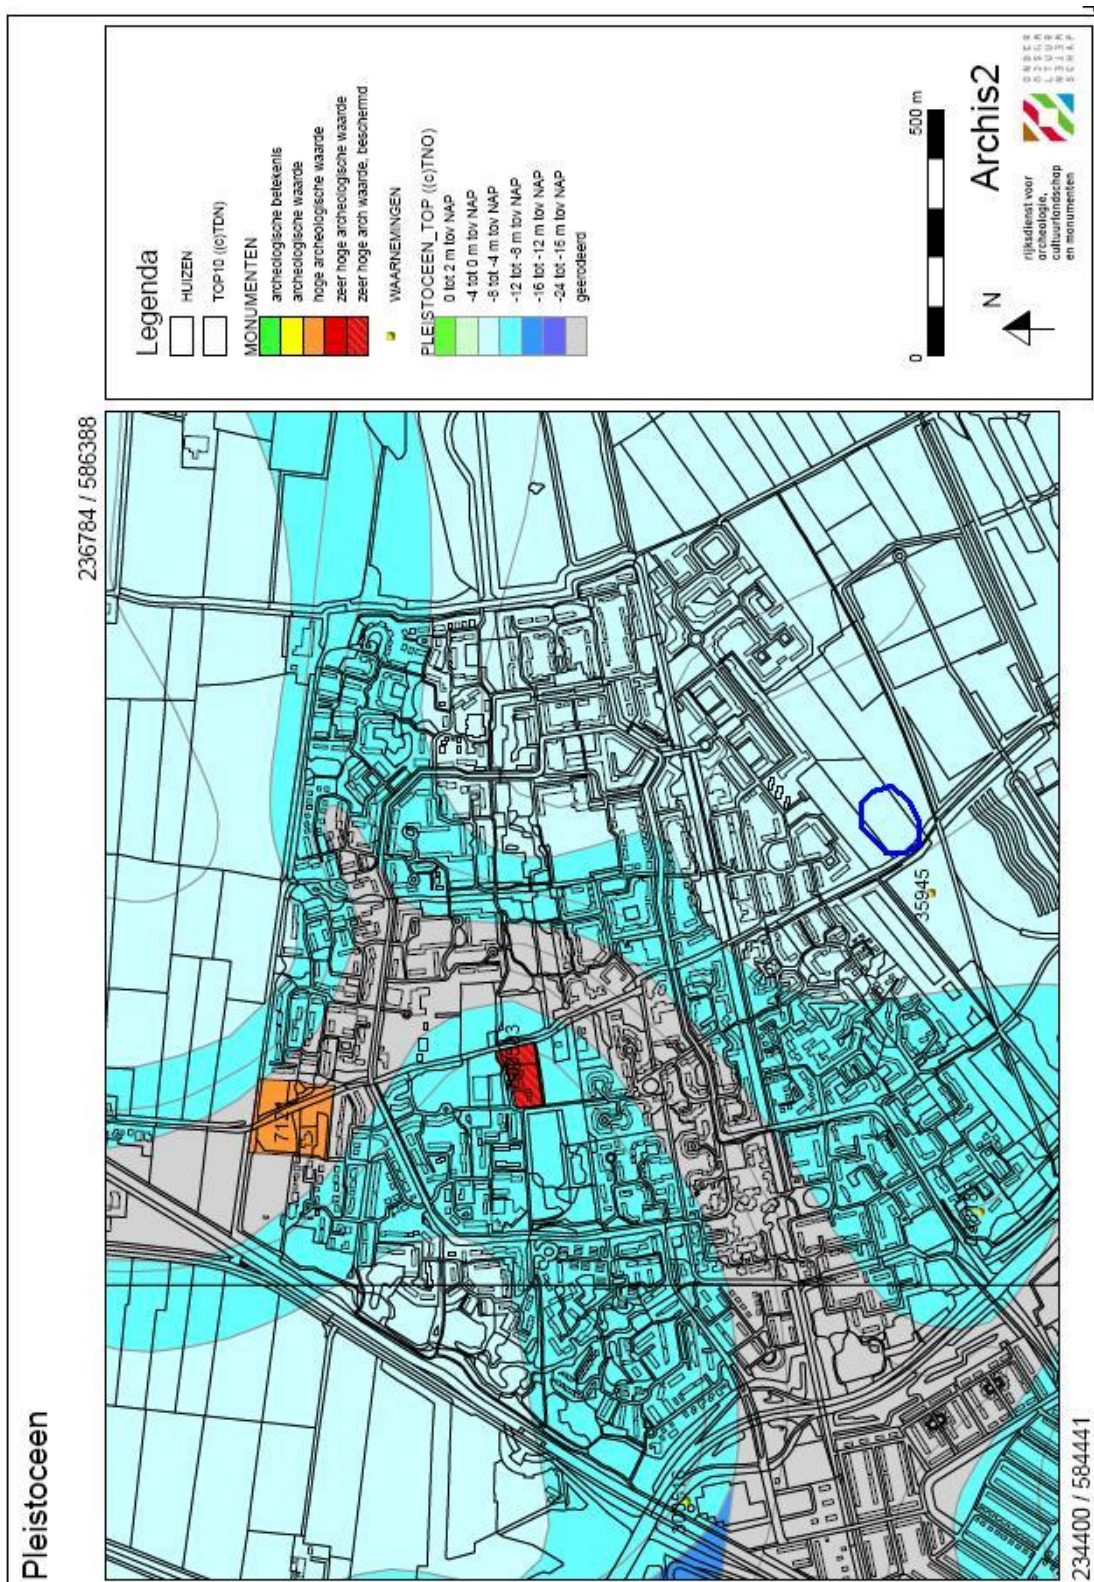 Pleistoceen
236784 / 586388
234400 / 584441
35945
Legenda
HUIZEN
TOP10 ((c)TDN)
MONUMENTEN
archeologische betekenis
archeologische waarde
hoge archeologische waarde
zeer hoge archeologische waarde
zeer hoge arch waarde, beschermd
WAARNEMINGEN
PLEISTOCEEN_TOP ((c)TNO)
0 tot 2 m tov NAP
-4 tot 0 m tov NAP
-8 tot -4 m tov NAP
-12 tot -8 m tov NAP
-16 tot -12 m tov NAP
-24 tot -16 m tov NAP
geerodeerd
0
500 m
N
Archis2
rijksdienst voor
archeologie,
cultuurlandschap
en monumenten